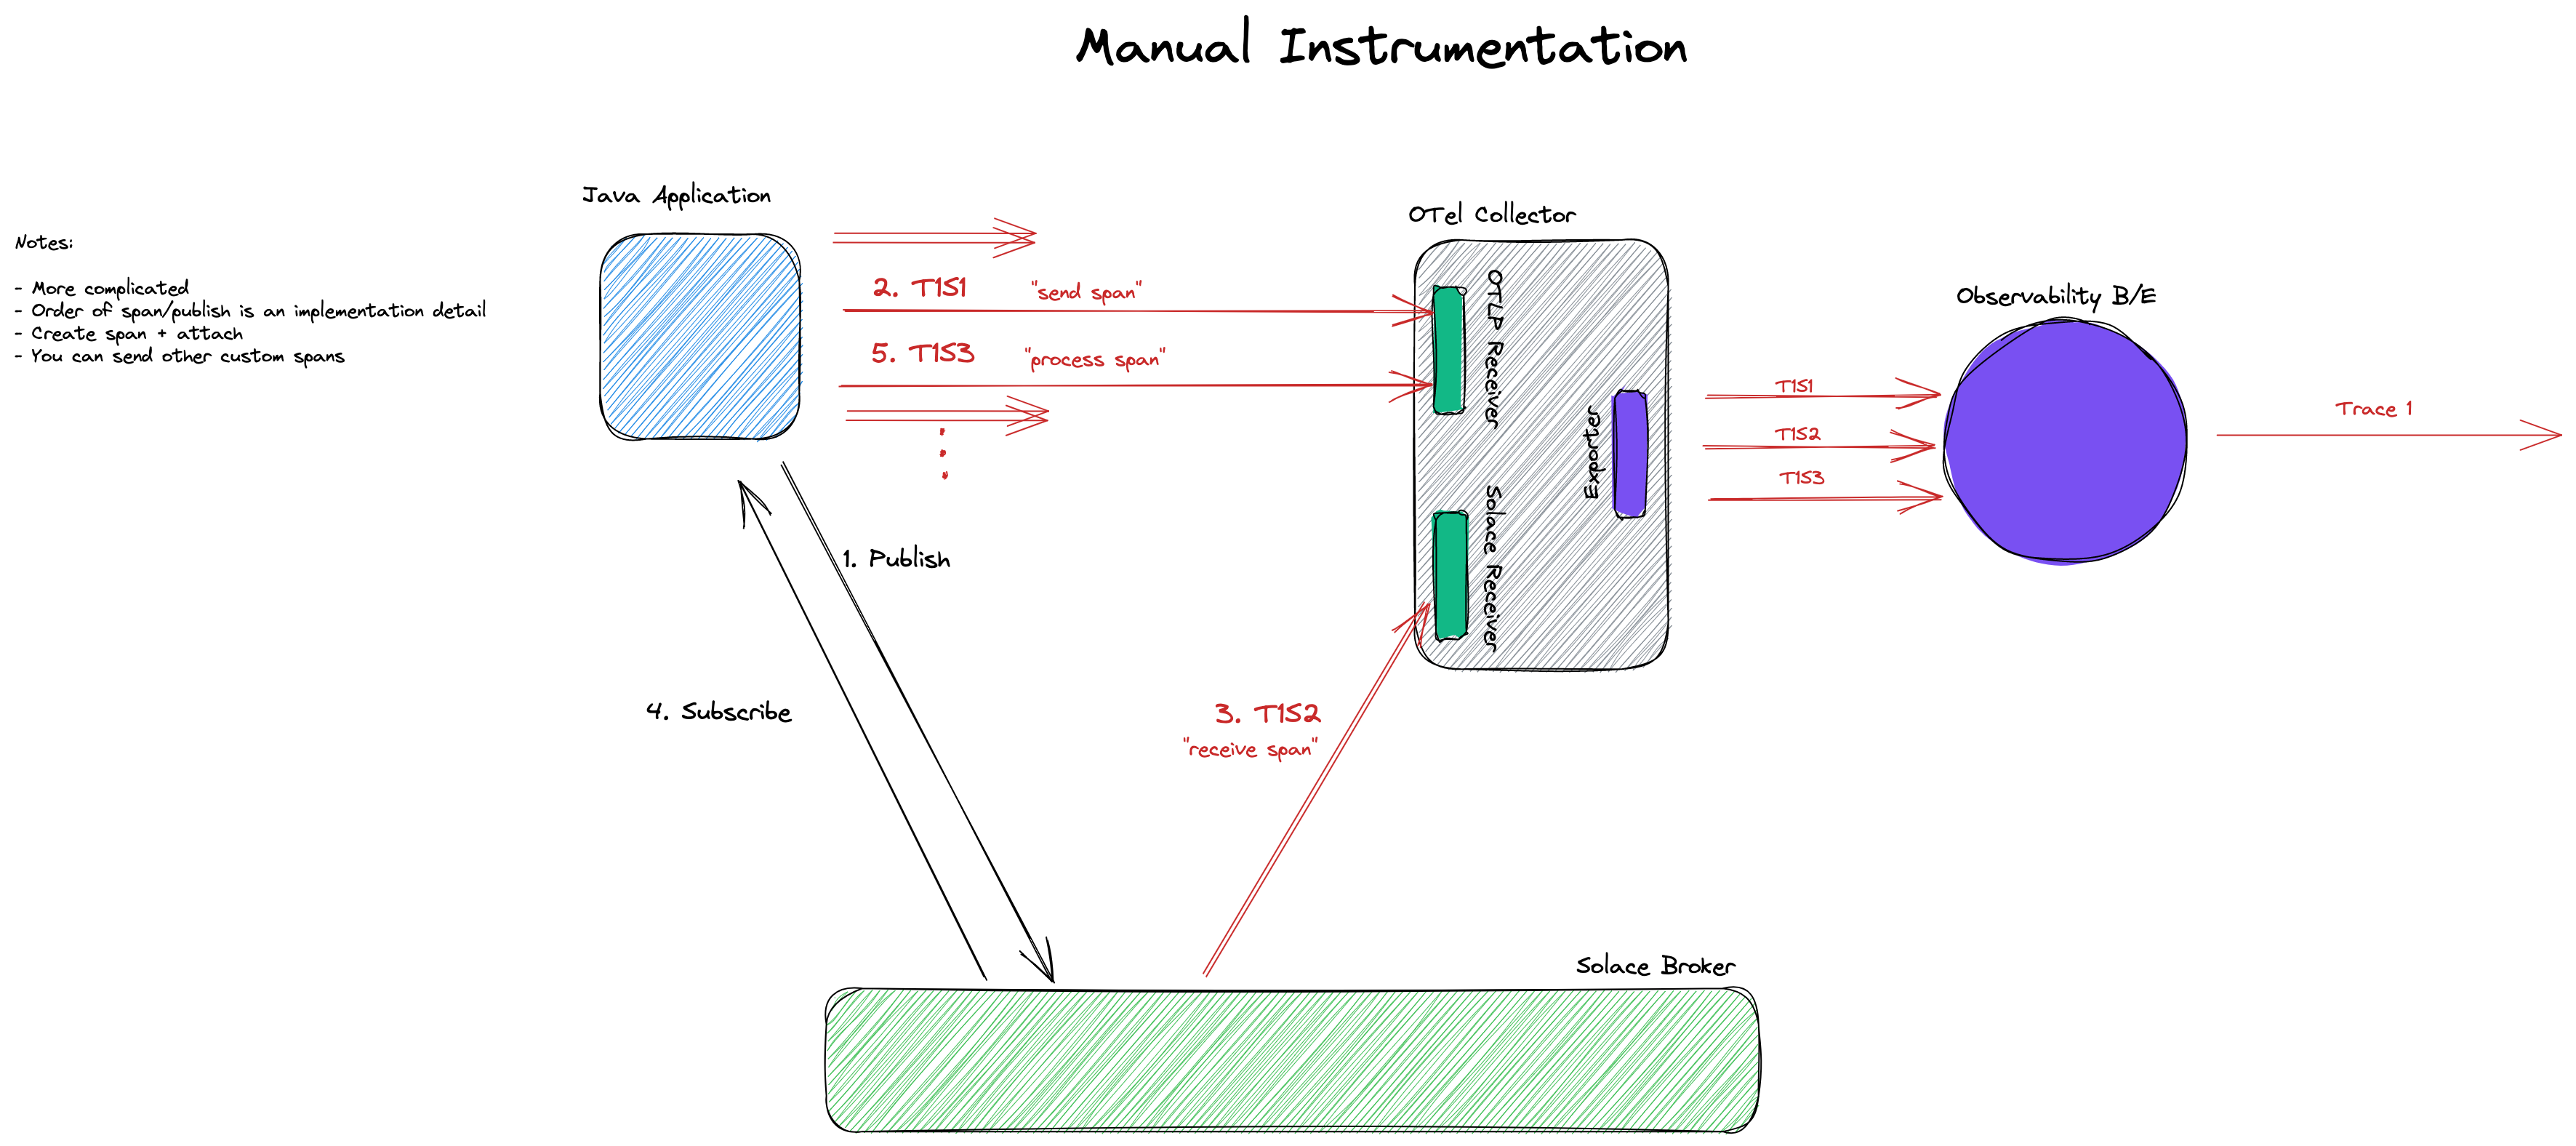 Manual Instrumentation
Java Application
Notes:
- More complicated
- Order of span/publish is an implementation detail
- Create span + attach
- You can send other custom spans
2. T1S1
"send span"
5. T1S3
"process span"
OTel Collector
OTLP Receiver
Exporter
Solace Receiver
Observability B/E
T1S1
T1S2
T1S3
Trace 1
1. Publish
4. Subscribe
3. T1S2
"receive span"
Solace Broker